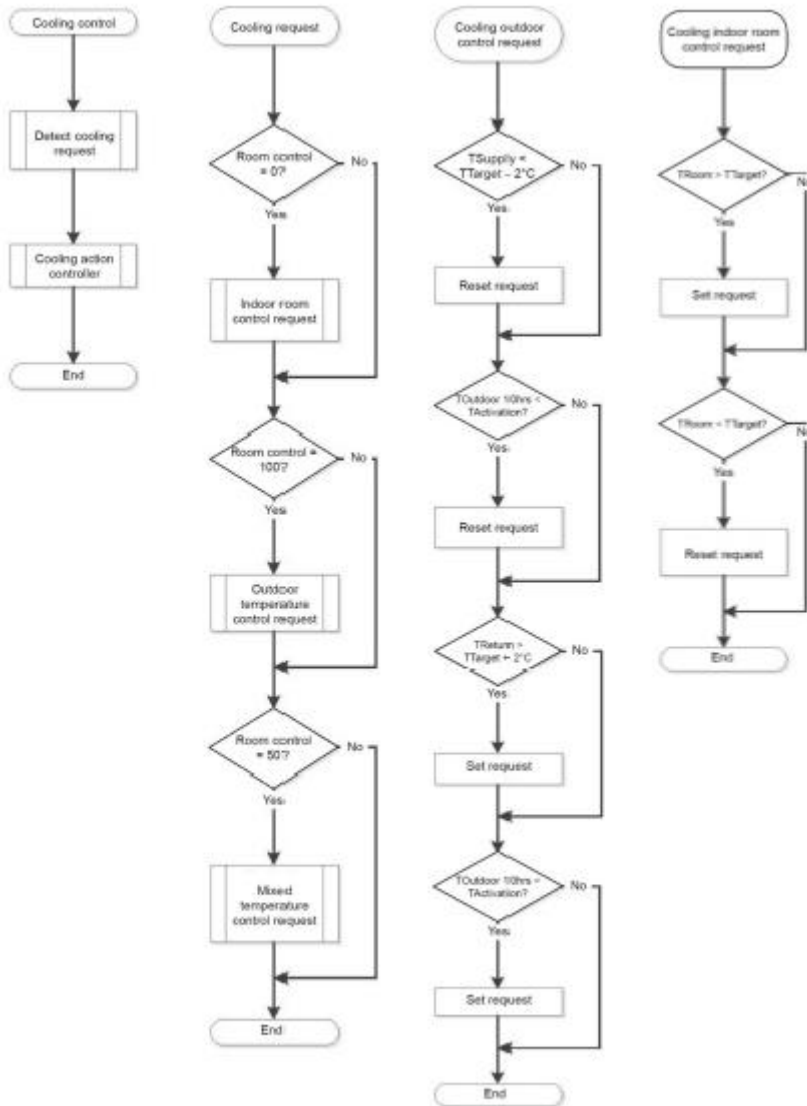 Cooling control
Detect cooling
request
Cooling action
controller
End
Cooling request
Room control
= 0?
No
Yes
Indoor room
control request
Room control =
100?
No
Yes
Outdoor
temperature
control request
Room control
= 50?
No
Yes
Mixed
temperature
control request
End
Cooling outdoor
control request
TSupply
TTarget – 2°C
No
Yes
Reset request
TOutdoor 10hrs <
TActivation?
No
Yes
Reset request
TReturn >
TTarget + 2°C
No
Yes
Set request
TOutdoor 10hrs
TActivation?
No
Yes
Set request
End
Cooling indoor room
control request
TRoom > TTarget?
Yes
Set request
TRoom < TTarget?
Yes
Reset request
End